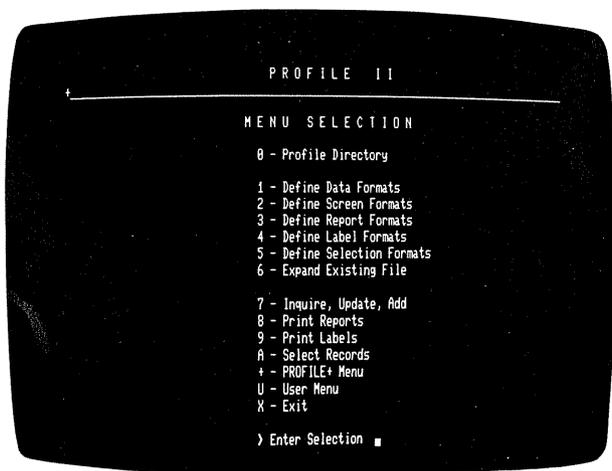 PROFILE II
+
MENU SELECTION
0 - Profile Directory
1 - Define Data Formats
2 - Define Screen Formats
3 - Define Report Formats
4 - Define Label Formats
5 - Define Selection Formats
6 - Expand Existing File
7 - Inquire, Update, Add
8 - Print Reports
9 - Print Labels
A - Select Records
+ - PROFILE+ Menu
U - User Menu
X - Exit
> Enter Selection